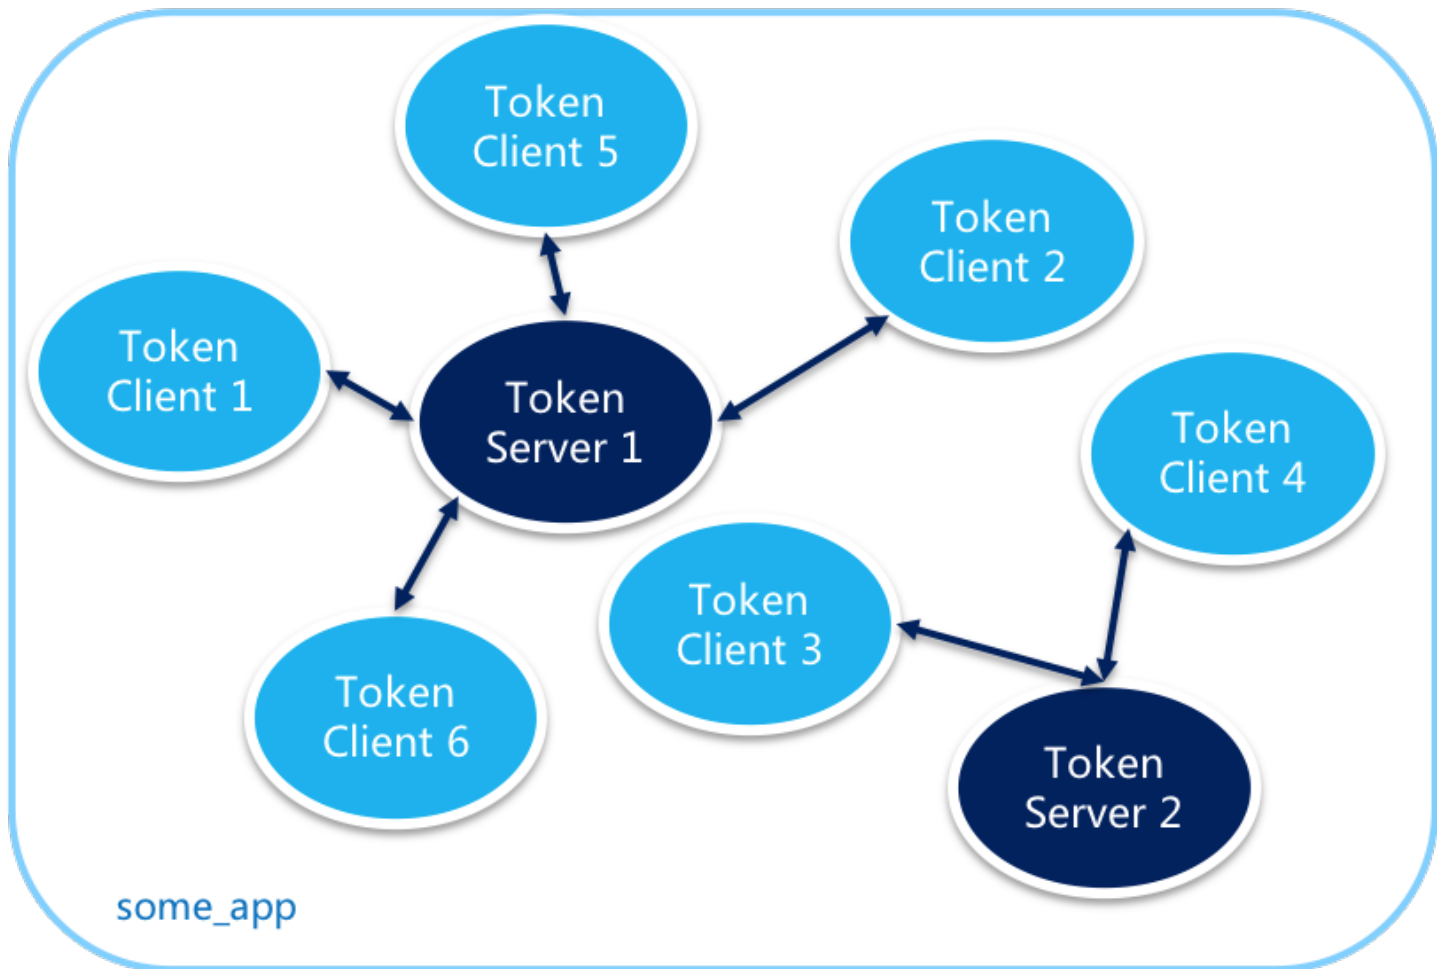 Token
Client 5
Token
Client 2
Token
Client 1
Token
Server 1
Token
Client 4
Token
Client 3
Token
Client 6
Token
Server 2
some_app